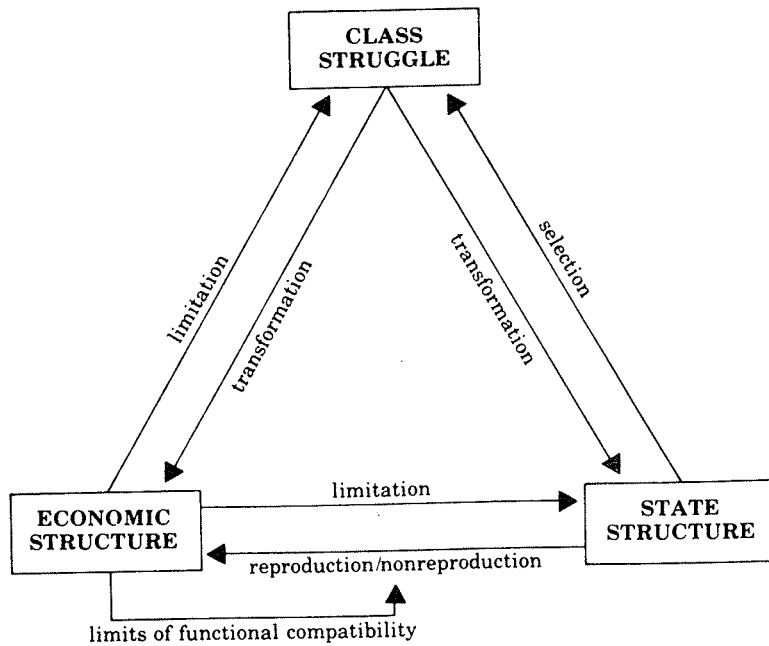 CLASS
STRUGGLE
limitation
transformation
transformation
selection
limitation
ECONOMIC
STRUCTURE
STATE
STRUCTURE
reproduction/nonreproduction
limits of functional compatibility